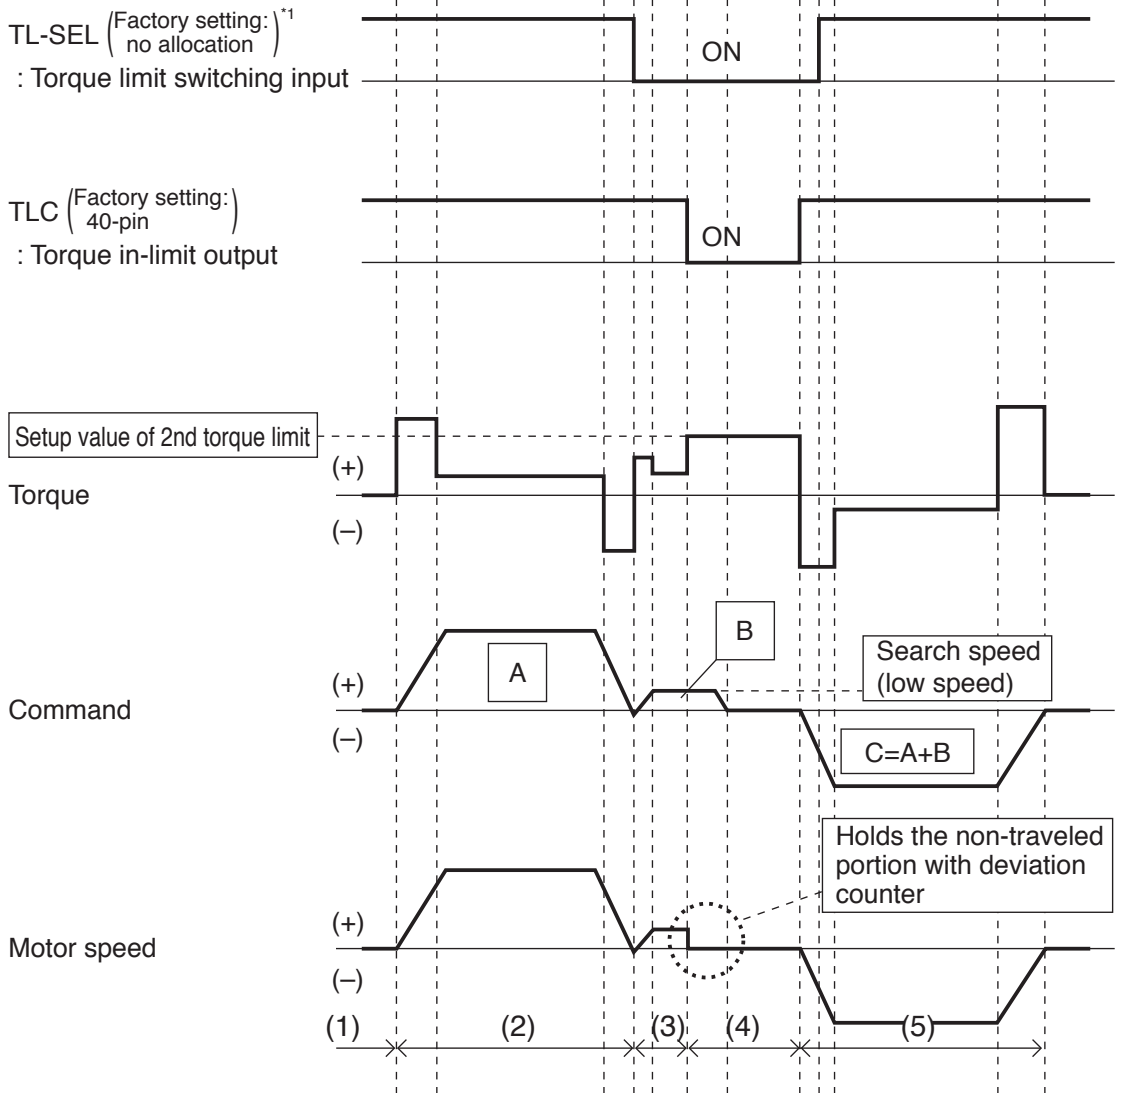 TL-SEL (Factory setting: no allocation) *1
: Torque limit switching input
ON
TLC (Factory setting: 40-pin)
: Torque in-limit output
ON
Setup value of 2nd torque limit
(+)
Torque
(–)
B
A
Search speed
(low speed)
(+)
Command
(–)
C=A+B
Holds the non-traveled
portion with deviation
counter
(+)
Motor speed
(–)
(1) (2) (3) (4) (5)